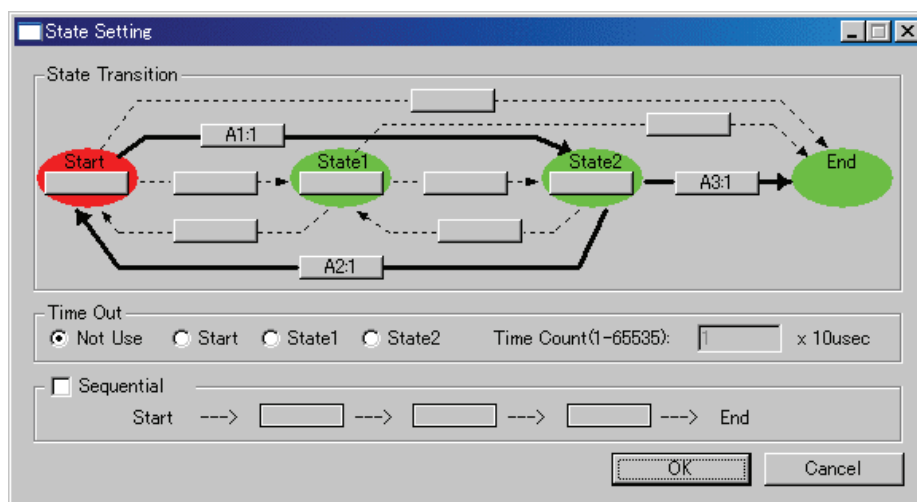 State Setting
State Transition
A1:1
Start
State1
State2
End
A3:1
A2:1
Time Out
Not Use
Start
State1
State2
Time Count(1-65535):
1
x 10usec
Sequential
Start
--->
--->
--->
--->
End
OK
Cancel